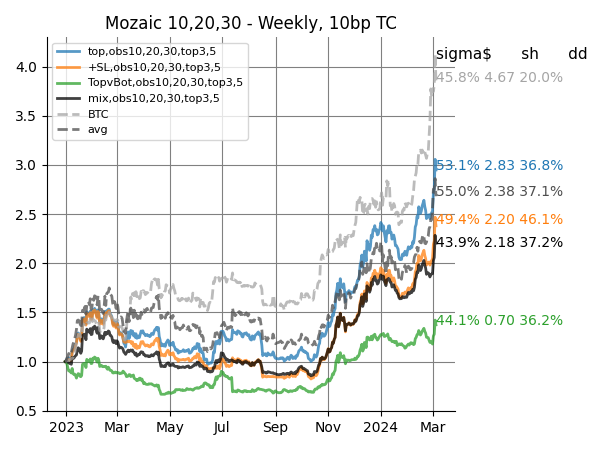 Mozaic 10,20,30 - Weekly, 10bp TC
sigma$ sh dd
top,obs10,20,30,top3,5
+SL,obs10,20,30,top3,5
TopvBot,obs10,20,30,top3,5
mix,obs10,20,30,top3,5
BTC
avg
45.8% 4.67 20.0%
53.1% 2.83 36.8%
55.0% 2.38 37.1%
49.4% 2.20 46.1%
43.9% 2.18 37.2%
44.1% 0.70 36.2%
4.0
3.5
3.0
2.5
2.0
1.5
1.0
0.5
2023 Mar May Jul Sep Nov 2024 Mar